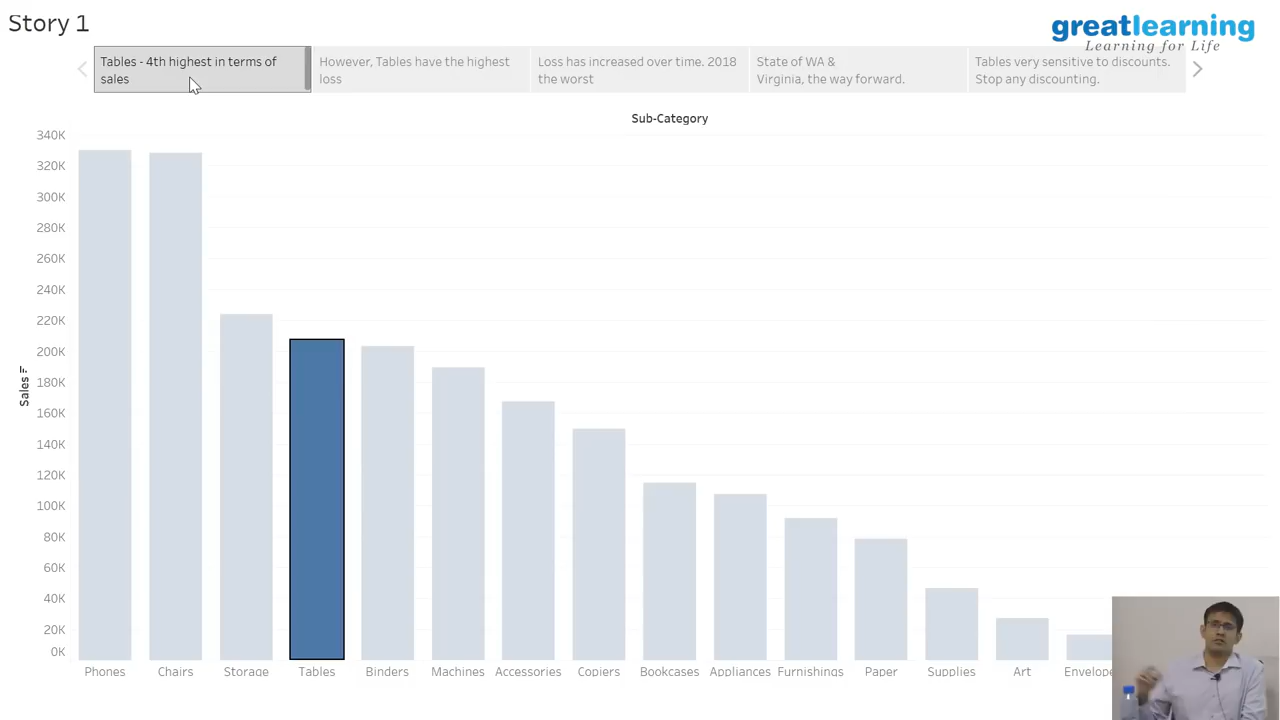 Story 1
greatlearning
Learning for Life
Tables - 4th highest in terms of
sales
However, Tables have the highest
loss
Loss has increased over time. 2018
the worst
State of WA &
Virginia, the way forward.
Tables very sensitive to discounts.
Stop any discounting.
Sub-Category
340K
320K
300K
280K
260K
240K
220K
200K
180K
160K
140K
120K
100K
80K
60K
40K
20K
0K
Sales
Phones Chairs Storage Tables Binders Machines Accessories Copiers Bookcases Appliances Furnishings Paper Supplies Art Envelope